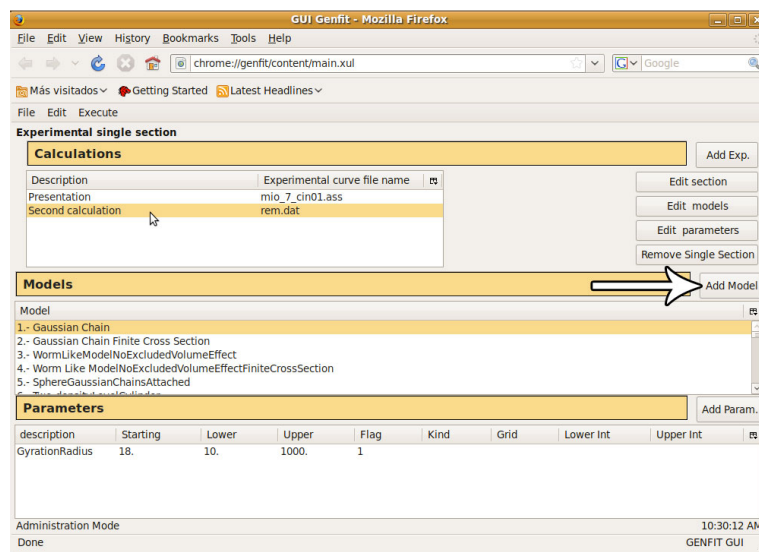 GUI Genfit - Mozilla Firefox
File Edit View History Bookmarks Tools Help
chrome://genfit/content/main.xul
G Google
Más visitados Getting Started Latest Headlines
File Edit Execute
Experimental single section
Calculations Add Exp.
Description Experimental curve file name
Presentation mio_7_cin01.ass
Second calculation rem.dat
Edit section
Edit models
Edit parameters
Remove Single Section
Models Add Model
Model
1.- Gaussian Chain
2.- Gaussian Chain Finite Cross Section
3.- WormLikeModelNoExcludedVolumeEffect
4.- Worm Like ModelNoExcludedVolumeEffectFiniteCrossSection
5.- SphereGaussianChainsAttached
Parameters Add Param.
description Starting Lower Upper Flag Kind Grid Lower Int Upper Int
GyrationRadius 18. 10. 1000. 1
Administration Mode 10:30:12 AM
Done GENFIT GUI